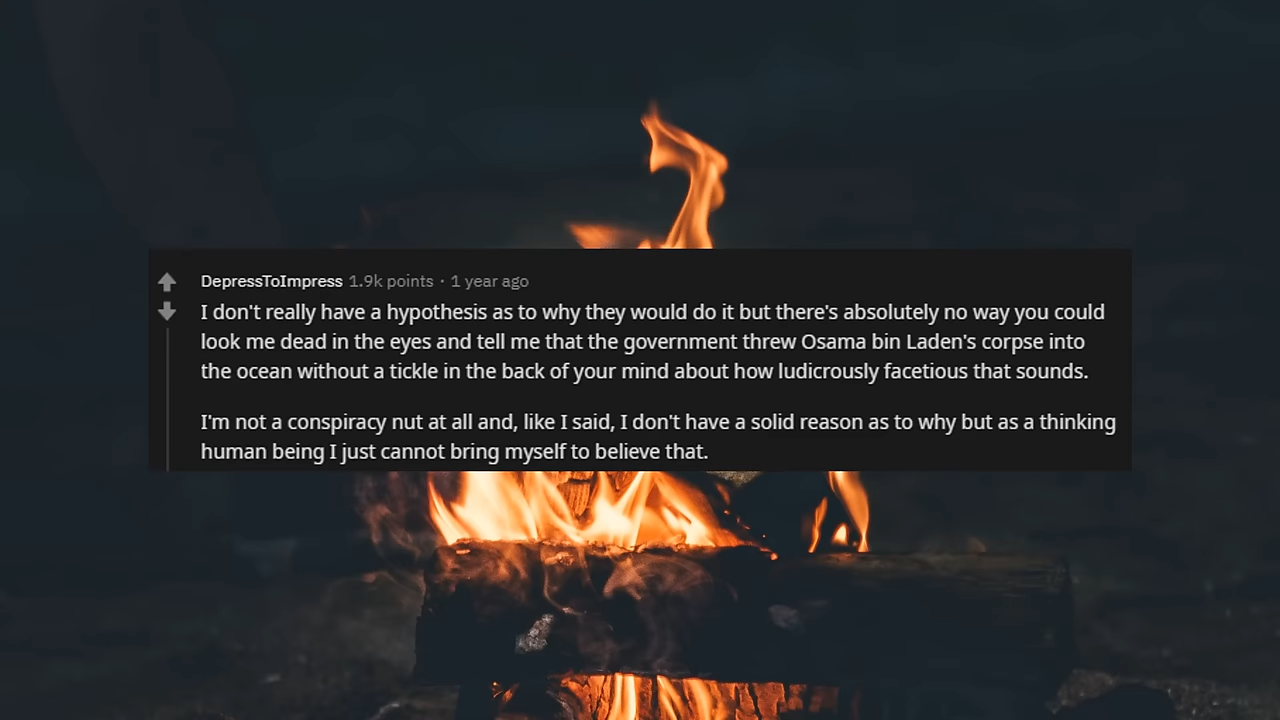 DepressToImpress 1.9k points · 1 year ago
I don't really have a hypothesis as to why they would do it but there's absolutely no way you could
look me dead in the eyes and tell me that the government threw Osama bin Laden's corpse into
the ocean without a tickle in the back of your mind about how ludicrously facetious that sounds.
I'm not a conspiracy nut at all and, like I said, I don't have a solid reason as to why but as a thinking
human being I just cannot bring myself to believe that.